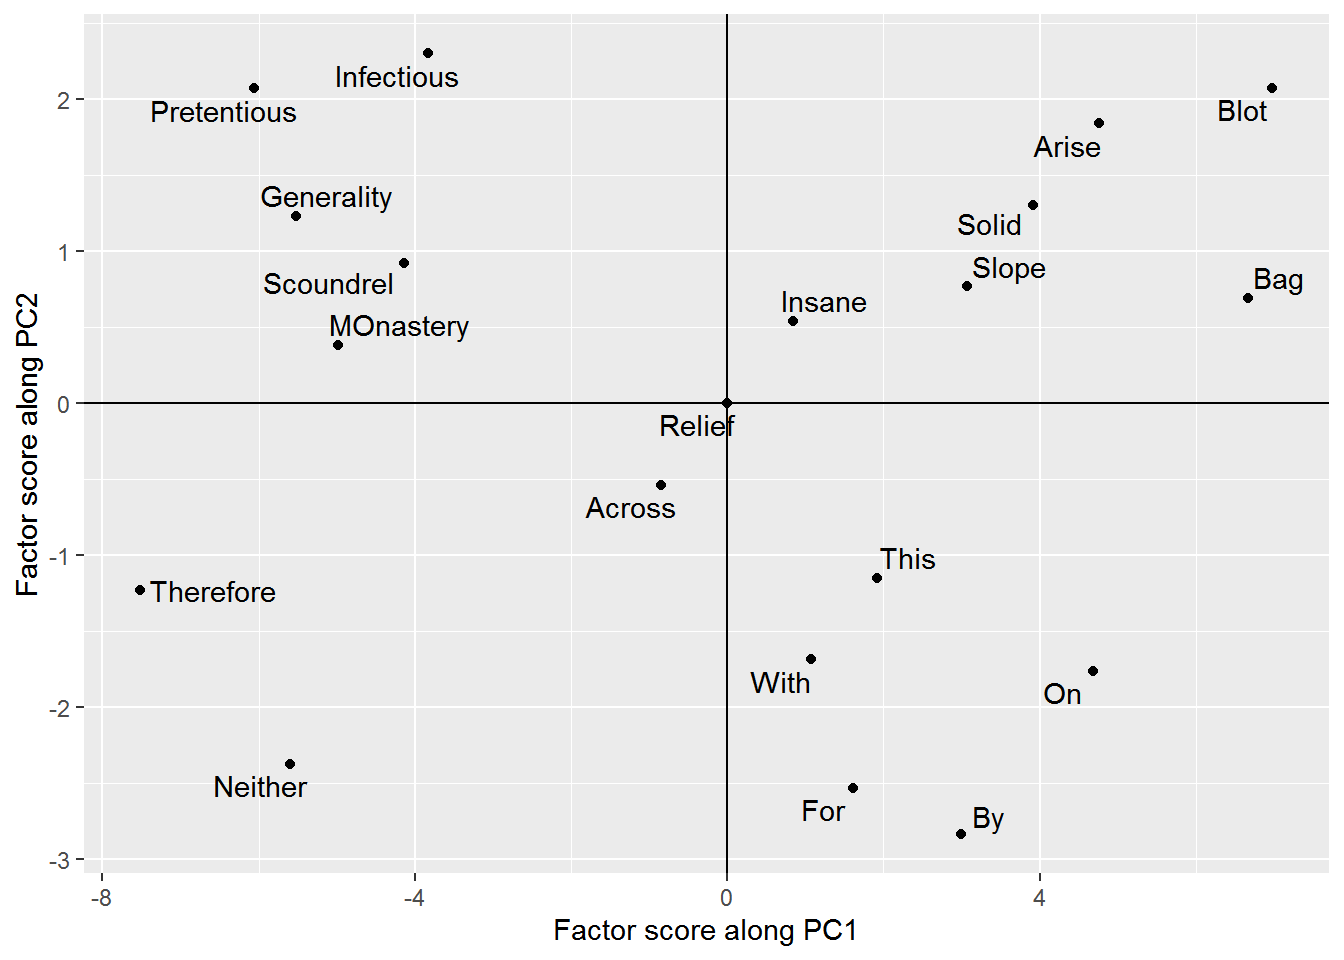 Infectious
2
Pretentious
Blot
Arise
Generality
Solid
1
Scoundrel
Slope
Bag
MOnastery
Insane
0
Relief
Across
-1
This
Therefore
With
On
-2
Neither
For
By
-3
-8 -4 0 4
Factor score along PC1
Factor score along PC2